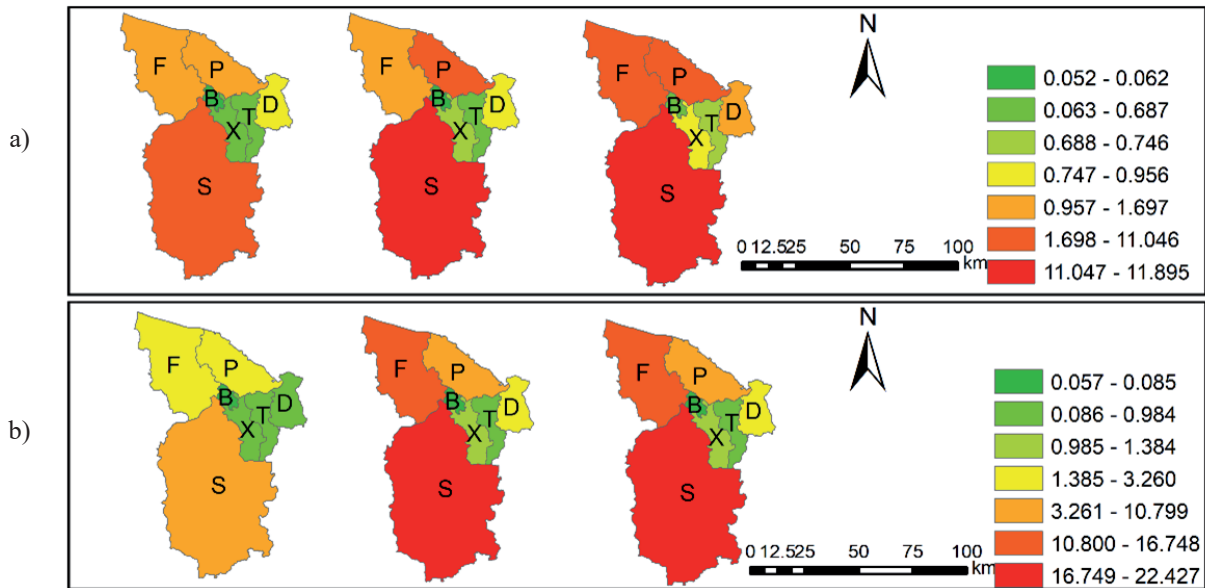 a)
F P B T D X S
F P B T D X S
F P B T D X S
N
0.052 - 0.062
0.063 - 0.687
0.688 - 0.746
0.747 - 0.956
0.957 - 1.697
1.698 - 11.046
11.047 - 11.895
0 12.525 50 75 100
km
b)
F P B T D X S
F P B T D X S
F P B T D X S
N
0.057 - 0.085
0.086 - 0.984
0.985 - 1.384
1.385 - 3.260
3.261 - 10.799
10.800 - 16.748
16.749 - 22.427
0 12.525 50 75 100
km